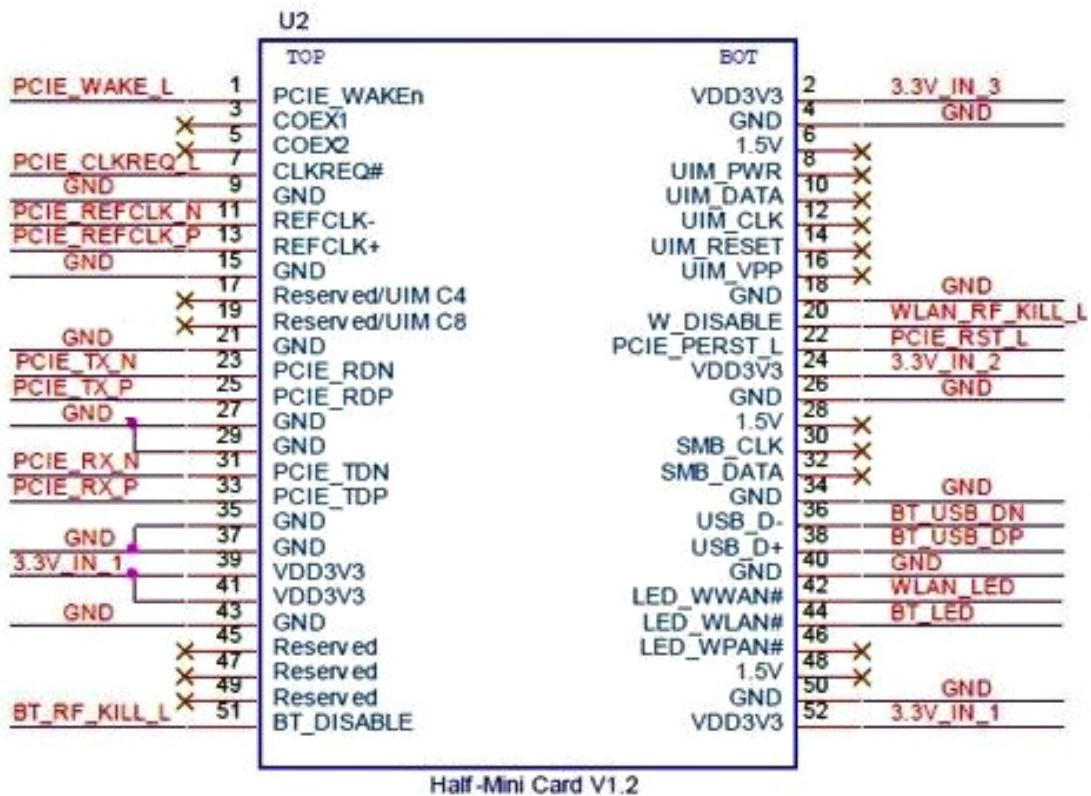 U2
TOP BOT
PCIE_WAKE_L 1 PCIE_WAKEn VDD3V3 2 3.3V_IN_3
3 COEX1 GND 4 GND
5 COEX2 1.5V 6
PCIE_CLKREQ_L 7 CLKREQ# UIM_PWR 8
GND 9 GND UIM_DATA 10
PCIE_REFCLK_N 11 REFCLK- UIM_CLK 12
PCIE_REFCLK_P 13 REFCLK+ UIM_RESET 14
GND 15 GND UIM_VPP 16
17 Reserved/UIM C4 GND 18 GND
19 Reserved/UIM C8 W_DISABLE 20 WLAN_RF_KILL_L
GND 21 GND PCIE_PERST_L 22 PCIE_RST_L
PCIE_TX_N 23 PCIE_RDN VDD3V3 24 3.3V_IN_2
PCIE_TX_P 25 PCIE_RDP GND 26 GND
GND 27 GND 1.5V 28
29 GND SMB_CLK 30
PCIE_RX_N 31 PCIE_TDN SMB_DATA 32
PCIE_RX_P 33 PCIE_TDP GND 34 GND
35 GND USB_D- 36 BT_USB_DN
GND 37 GND USB_D+ 38 BT_USB_DP
3.3V_IN_1 39 VDD3V3 GND 40 GND
41 VDD3V3 LED_WWAN# 42 WLAN_LED
GND 43 GND LED_WLAN# 44 BT_LED
45 Reserved LED_WPAN# 46
47 Reserved 1.5V 48
49 Reserved GND 50 GND
BT_RF_KILL_L 51 BT_DISABLE VDD3V3 52 3.3V_IN_1
Half-Mini Card V1.2